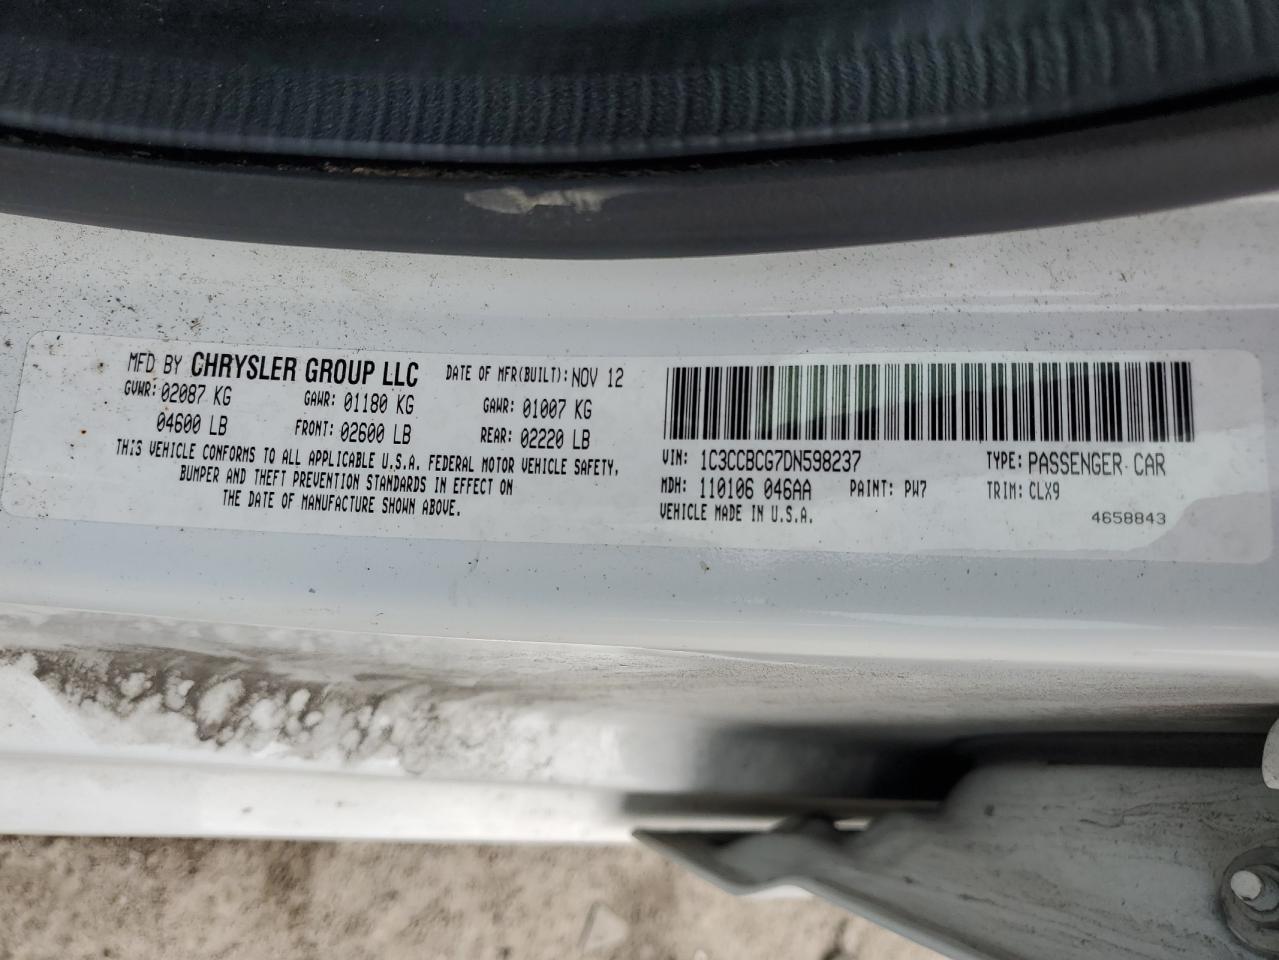 MFD BY CHRYSLER GROUP LLC DATE OF MFR(BUILT): NOV 12
GVWR: 02087 KG GAWR: 01180 KG GAWR: 01007 KG
04600 LB FRONT: 02600 LB REAR: 02220 LB
THIS VEHICLE CONFORMS TO ALL APPLICABLE U.S.A. FEDERAL MOTOR VEHICLE SAFETY,
BUMPER AND THEFT PREVENTION STANDARDS IN EFFECT ON
THE DATE OF MANUFACTURE SHOWN ABOVE.
VIN: 1C3CCBCG7DN598237 TYPE: PASSENGER CAR
MDH: 110106 046AA PAINT: PW7 TRIM: CLX9
VEHICLE MADE IN U.S.A. 4658843